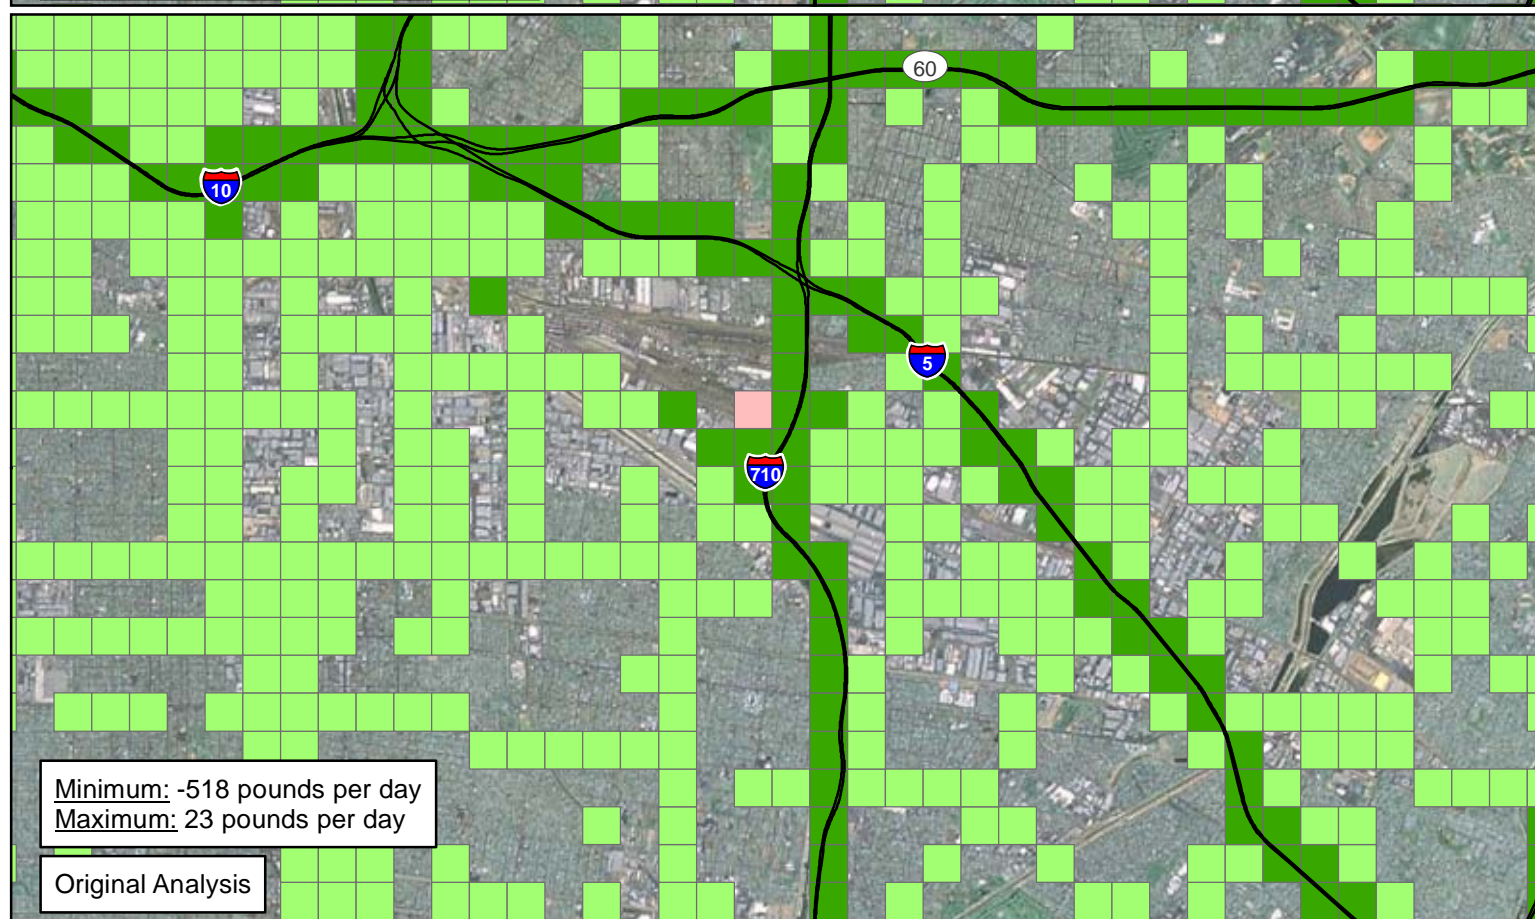 60
10
5
710
Minimum: -518 pounds per day
Maximum: 23 pounds per day
Original Analysis